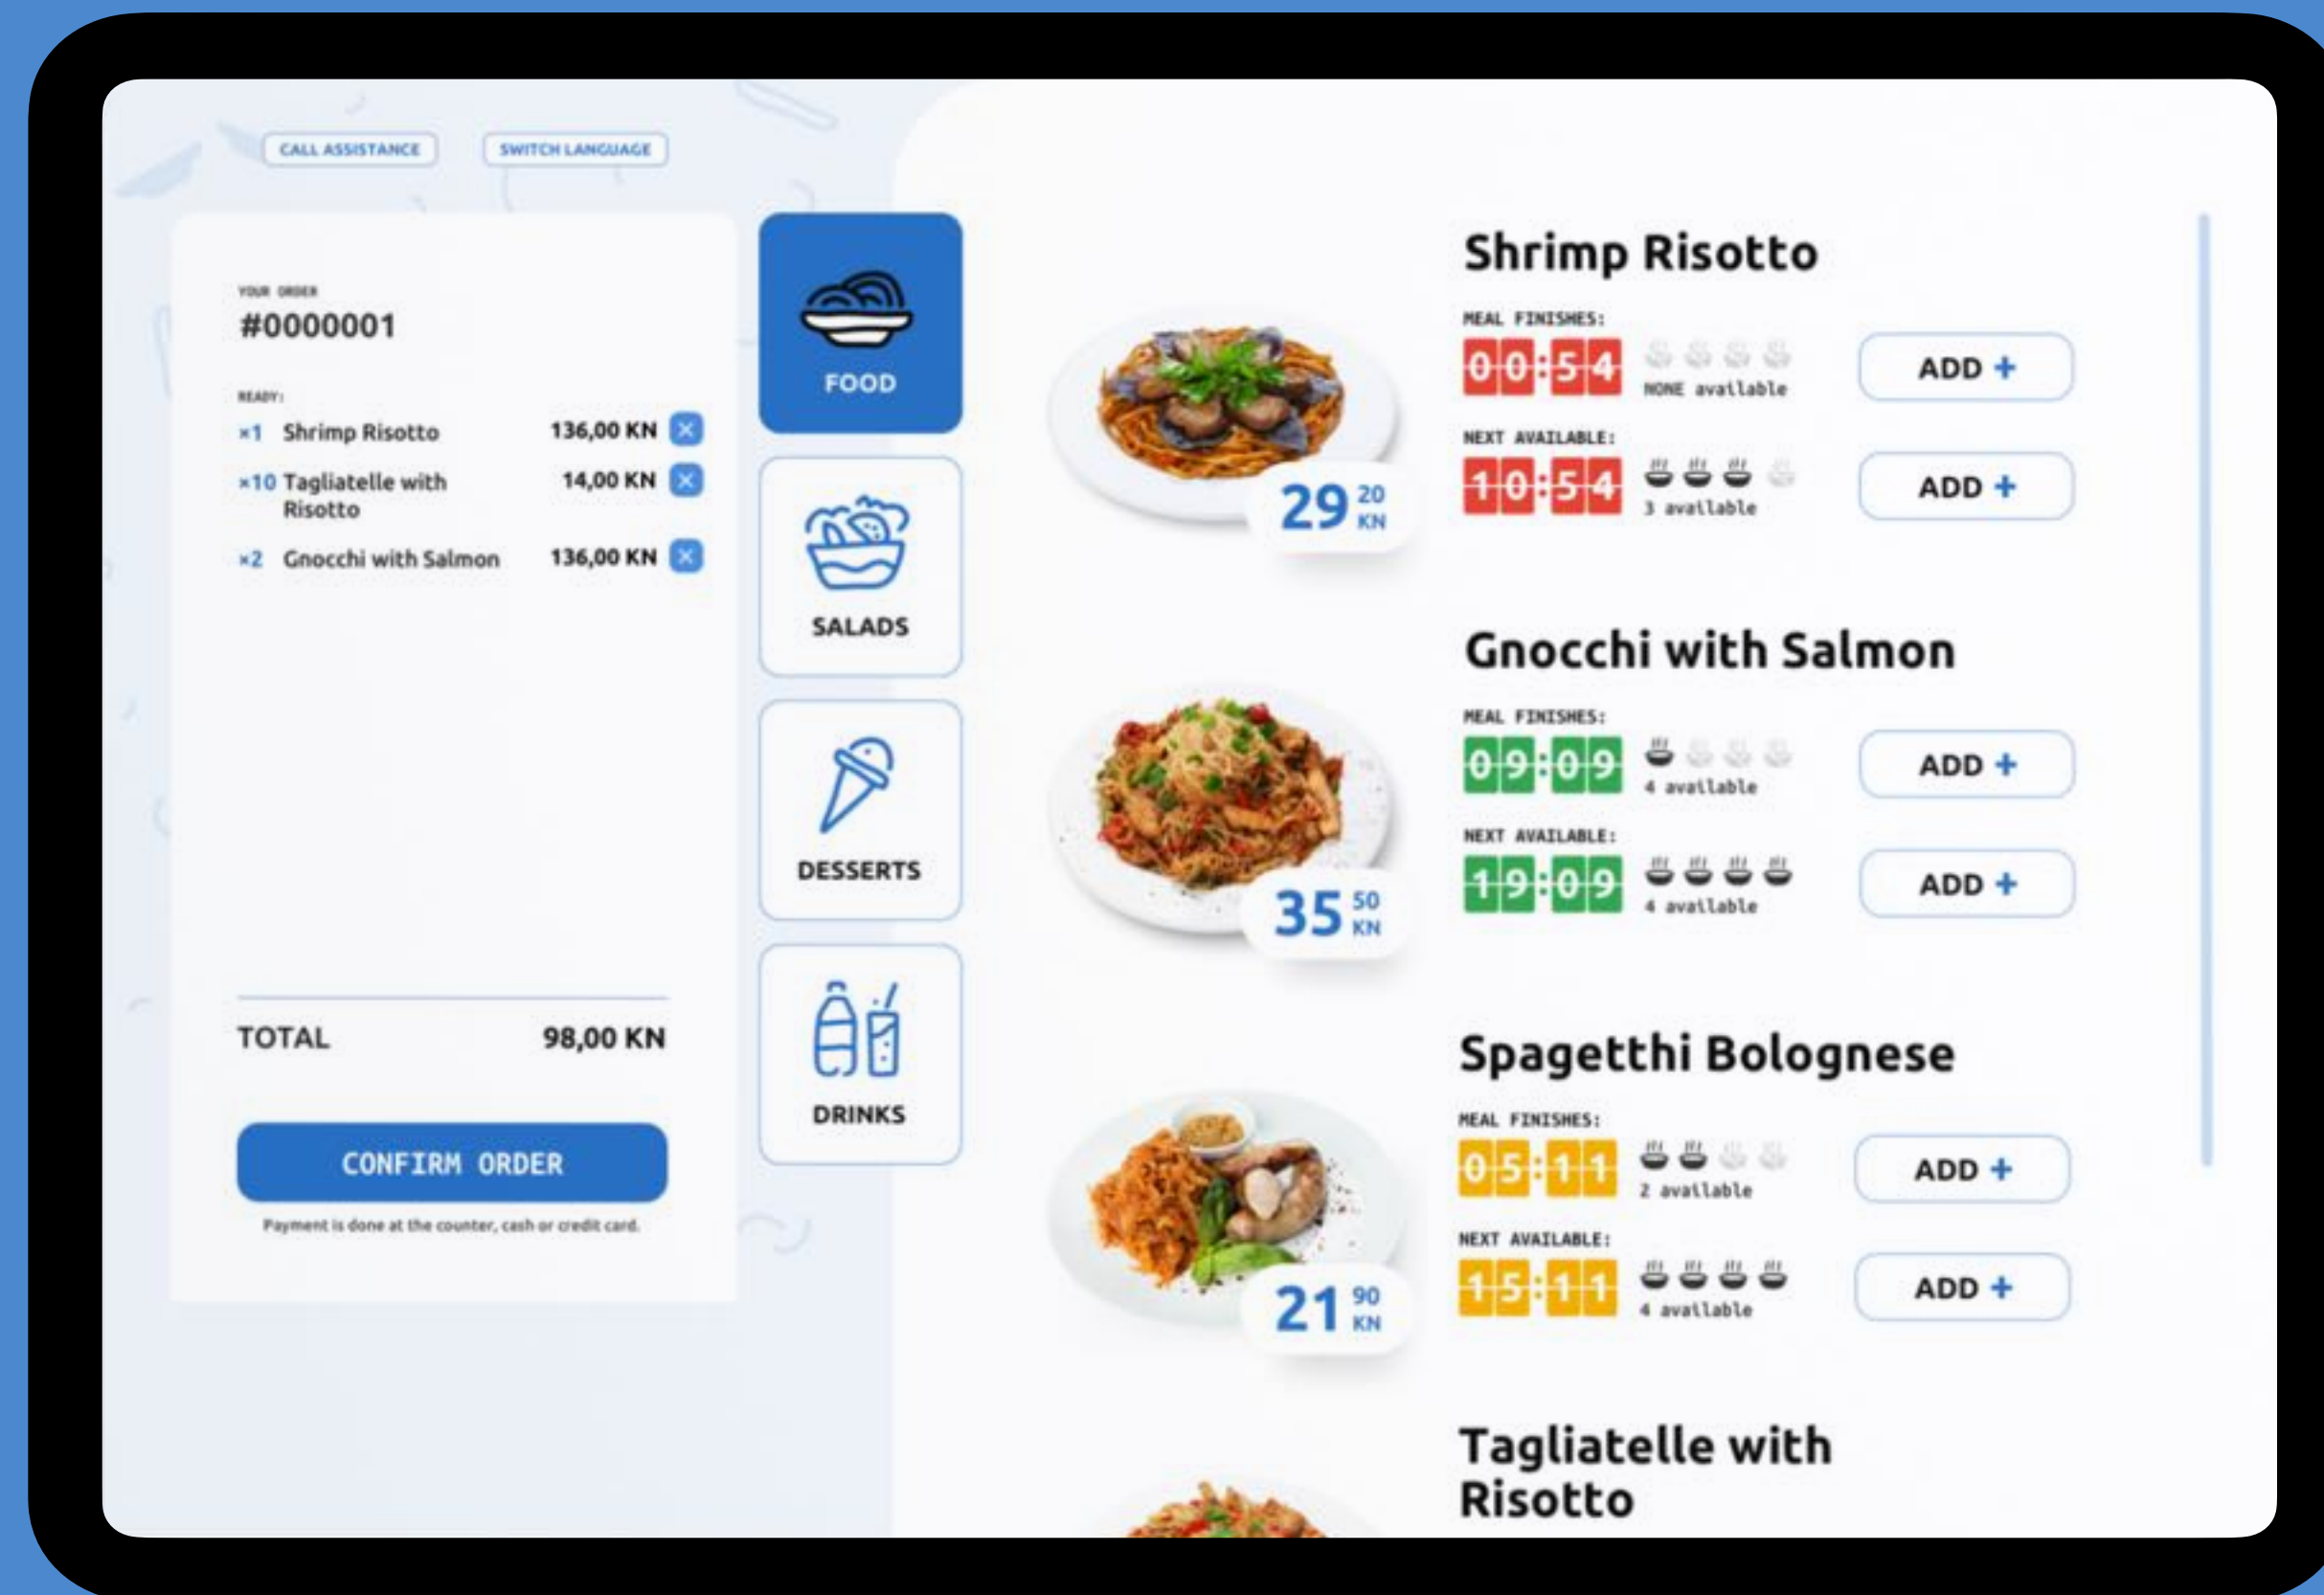 CALL ASSISTANCE
SWITCH LANGUAGE
YOUR ORDER
#0000001
READY:
×1 Shrimp Risotto 136,00 KN
×10 Tagliatelle with 14,00 KN
Risotto
×2 Gnocchi with Salmon 136,00 KN
TOTAL 98,00 KN
CONFIRM ORDER
Payment is done at the counter, cash or credit card.
FOOD
SALADS
DESSERTS
DRINKS
Shrimp Risotto
MEAL FINISHES:
00:54
NONE available
ADD +
NEXT AVAILABLE:
10:54
3 available
ADD +
29 20
KN
Gnocchi with Salmon
MEAL FINISHES:
09:09
4 available
ADD +
NEXT AVAILABLE:
19:09
4 available
ADD +
35 50
KN
Spagetthi Bolognese
MEAL FINISHES:
05:11
2 available
ADD +
NEXT AVAILABLE:
15:11
4 available
ADD +
21 90
KN
Tagliatelle with
Risotto